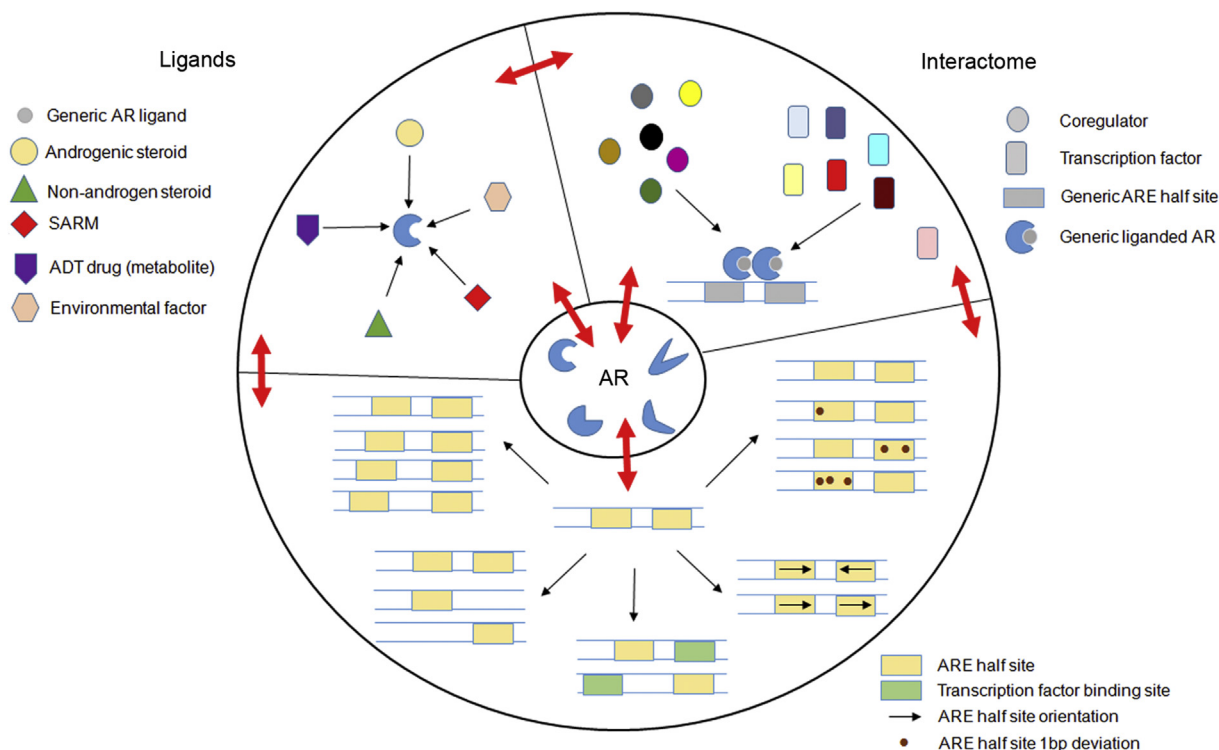 Ligands
Generic AR ligand
Androgenic steroid
Non-androgen steroid
SARM
ADT drug (metabolite)
Environmental factor
Interactome
Coregulator
Transcription factor
Generic ARE half site
Generic liganded AR
AR
ARE half site
Transcription factor binding site
ARE half site orientation
ARE half site 1bp deviation